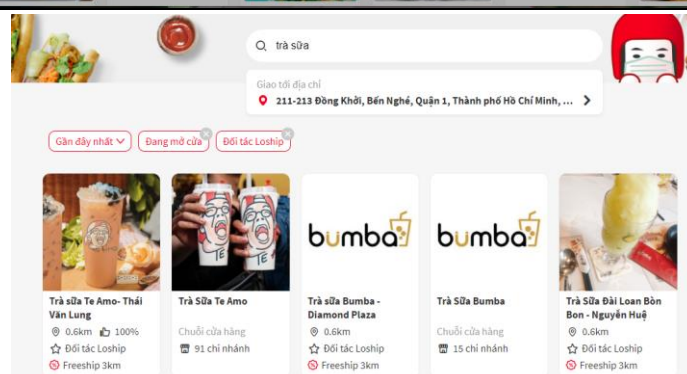 trà sữa
Giao tới địa chỉ
211-213 Đồng Khởi, Bến Nghé, Quận 1, Thành phố Hồ Chí Minh, ...
Gần đây nhất
Đang mở cửa
Đối tác Loship
TE
TE
bumba
bumba
Trà sữa Te Amo- Thái
Văn Lung
0.6km 100%
Đối tác Loship
Freeship 3km
Trà Sữa Te Amo
Chuỗi cửa hàng
91 chi nhánh
Trà sữa Bumba -
Diamond Plaza
0.6km
Đối tác Loship
Freeship 3km
Trà Sữa Bumba
Chuỗi cửa hàng
15 chi nhánh
Trà Sữa Đài Loan Bòn
Bon - Nguyễn Huệ
0.6km
Đối tác Loship
Freeship 3km